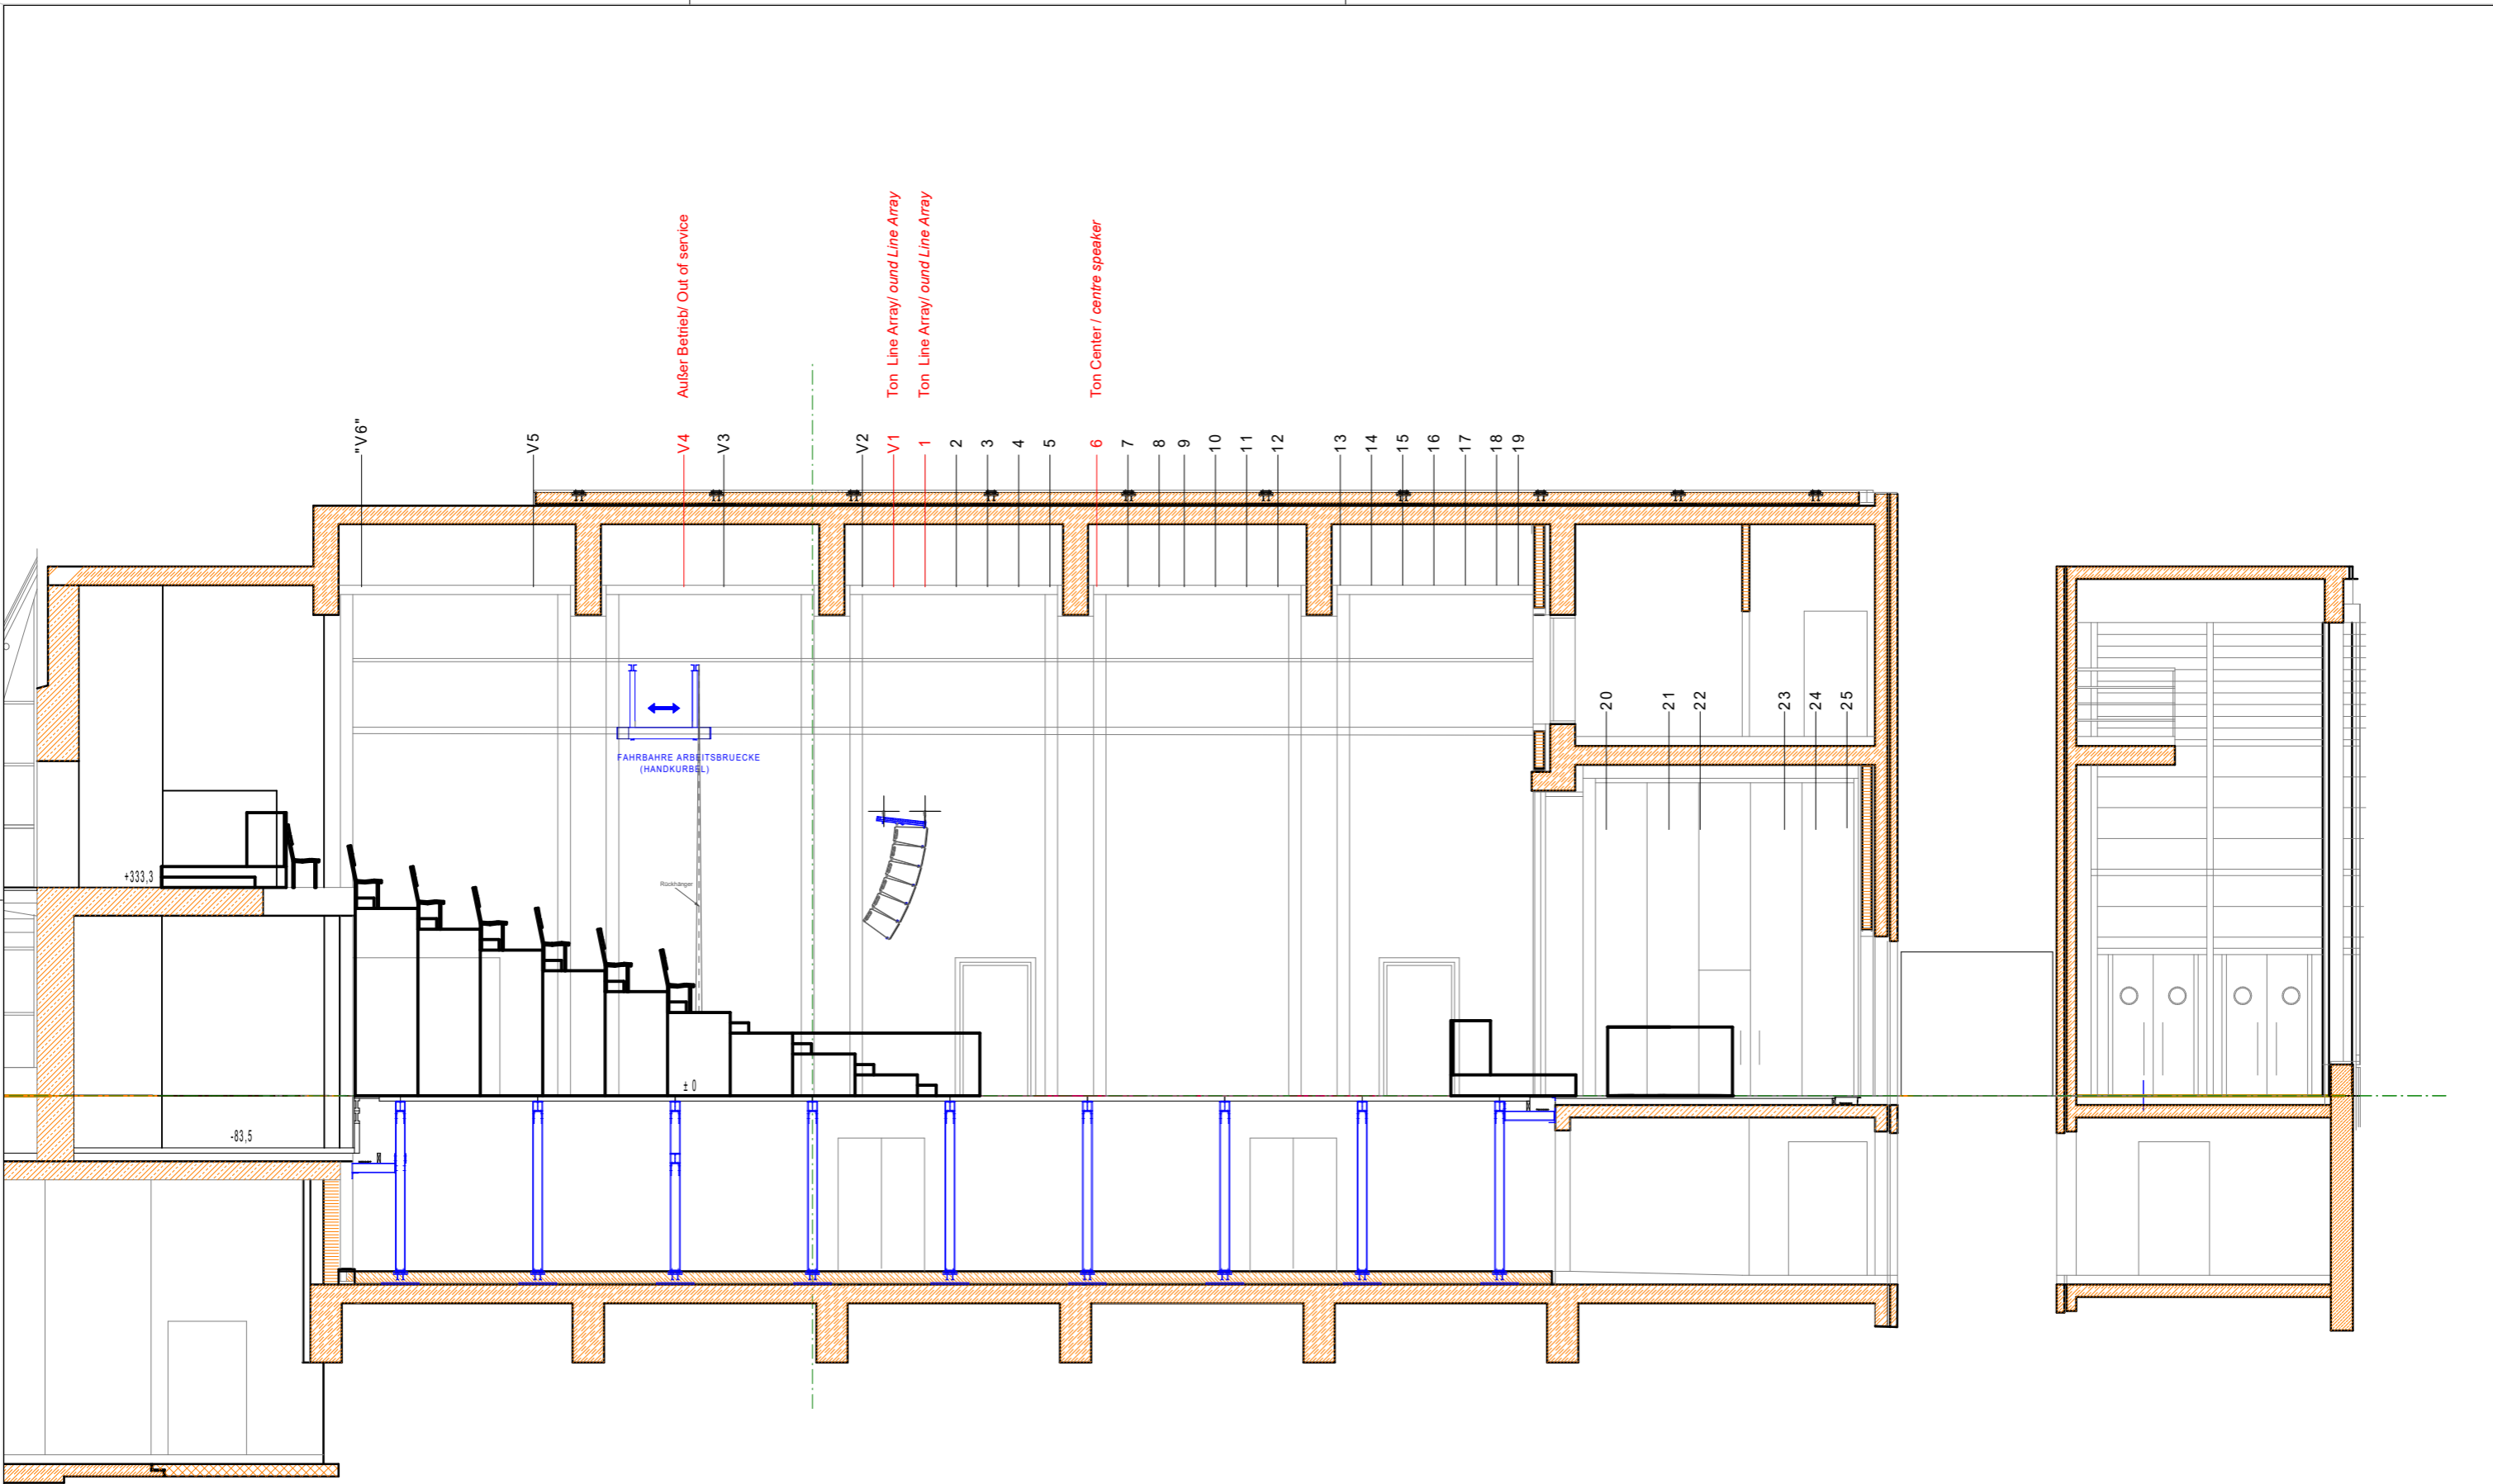 Außer Betrieb/ Out of service
Ton Line Array/ ound Line Array
Ton Line Array/ ound Line Array
Ton Center / centre speaker
"V6"
V5
V4
V3
V2
V1
1
2
3
4
5
6
7
8
9
10
11
12
13
14
15
16
17
18
19
20
21
22
23
24
25
FAHRBAHRE ARBEITSBRUECKE
(HANDKURBEL)
+333,3
Rückhänger
± 0
-83,5